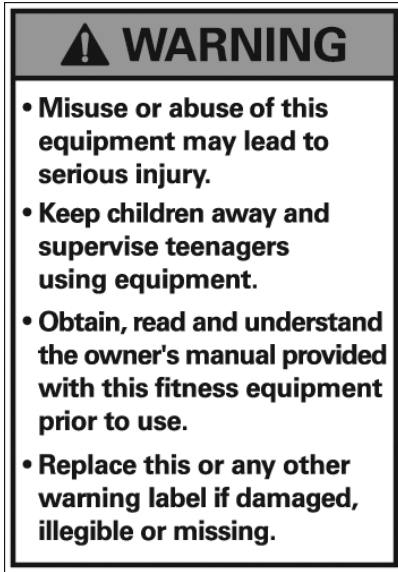 WARNING
• Misuse or abuse of this
equipment may lead to
serious injury.
• Keep children away and
supervise teenagers
using equipment.
• Obtain, read and understand
the owner's manual provided
with this fitness equipment
prior to use.
• Replace this or any other
warning label if damaged,
illegible or missing.